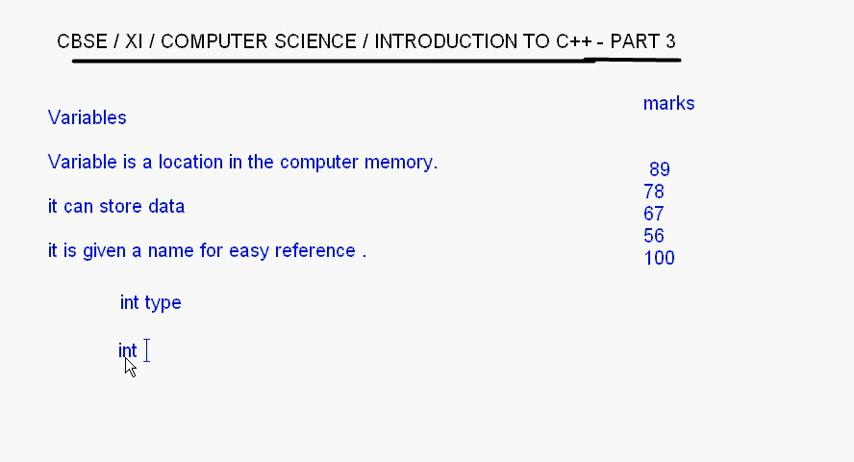 CBSE / XI / COMPUTER SCIENCE / INTRODUCTION TO C++ - PART 3
Variables
Variable is a location in the computer memory.
it can store data
it is given a name for easy reference .
int type
int
marks
89
78
67
56
100